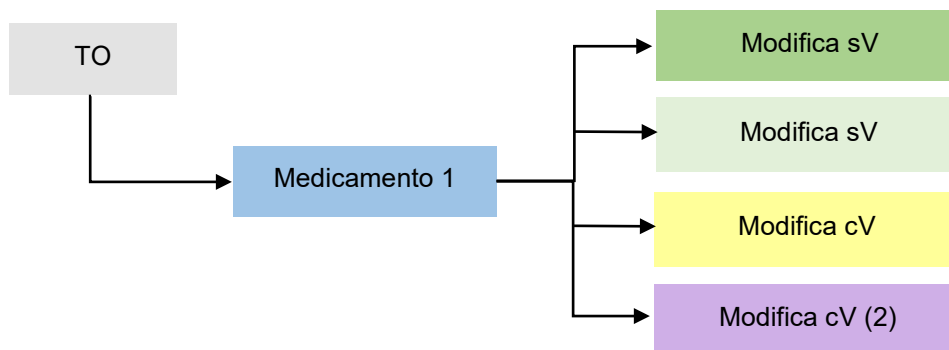 TO
Medicamento 1
Modifica sV
Modifica sV
Modifica cV
Modifica cV (2)